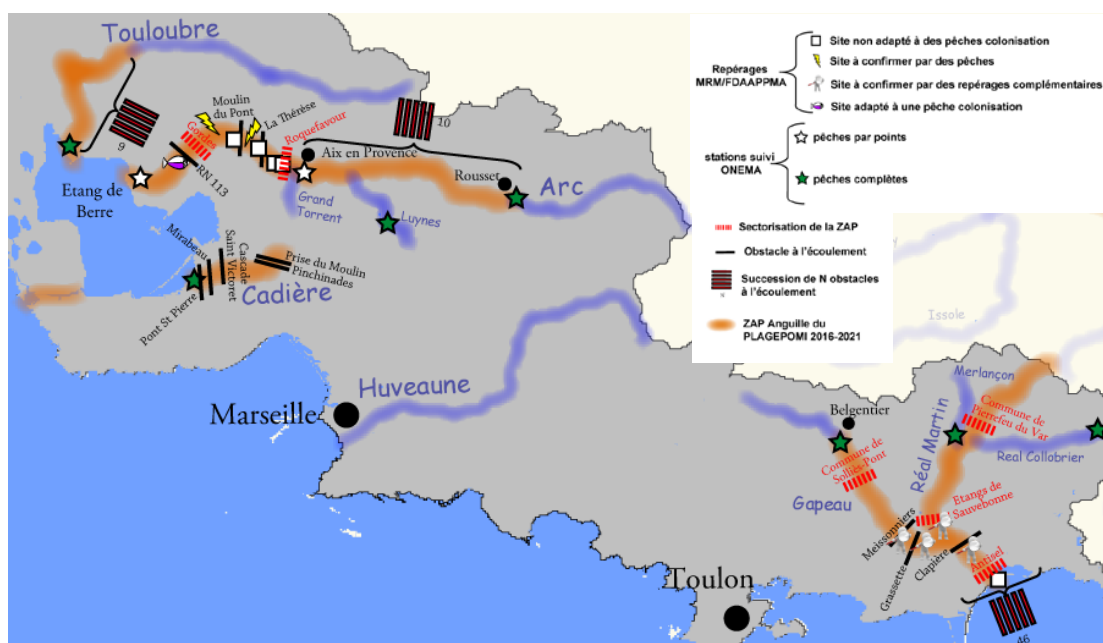 Touloubre
9
Gordes
Moulin
du Pont
La Thérèse
Roquefavour
10
Aix en Provence
Rousset
Arc
RN 113
Etang de
Berre
Grand
Torrent
Luynes
Mirabeau
Saint Victoret
Cascade
Prise du Moulin
Pinchinades
Pont St Pierre
Cadière
Huveaune
Marseille
Repérages
MRM/FDAAPPMA
Site non adapté à des pêches colonisation
Site à confirmer par des pêches
Site à confirmer par des repérages complémentaires
Site adapté à une pêche colonisation
stations suivi
ONEMA
pêches par points
pêches complètes
Sectorisation de la ZAP
Obstacle à l'écoulement
Succession de N obstacles
à l'écoulement
N
ZAP Anguille du
PLAGEPOMI 2016-2021
Issole
Merlançon
Belgentier
Commune de
Pierrefeu du Var
Réal Martin
Real Collobrier
Commune de
Solliès-Pont
Gapeau
Etangs de
Sauvebonne
Meissonniers
Grassette
Clapière
Antisel
Toulon
46